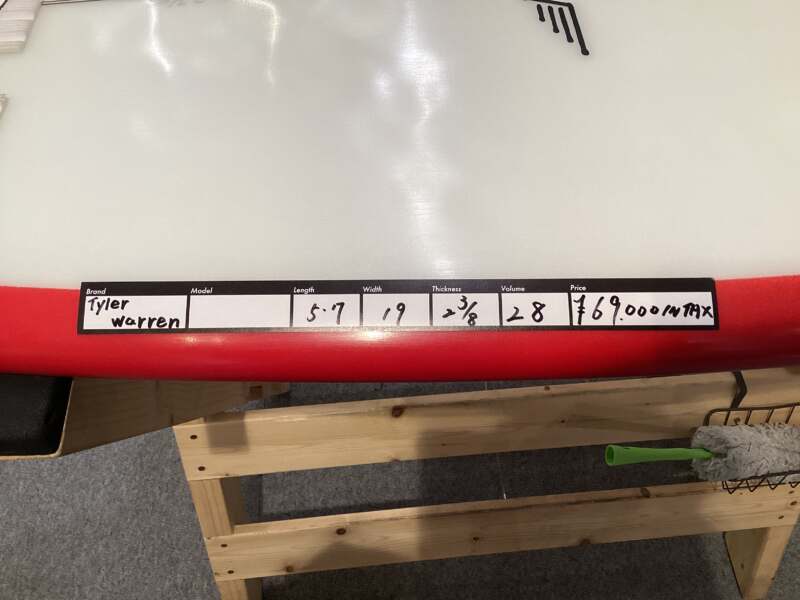 Brand Model Length Width Thickness Volume Price
Tyler 5.7 19 2 3/8 28 ¥69.000 IN TAX
Warren